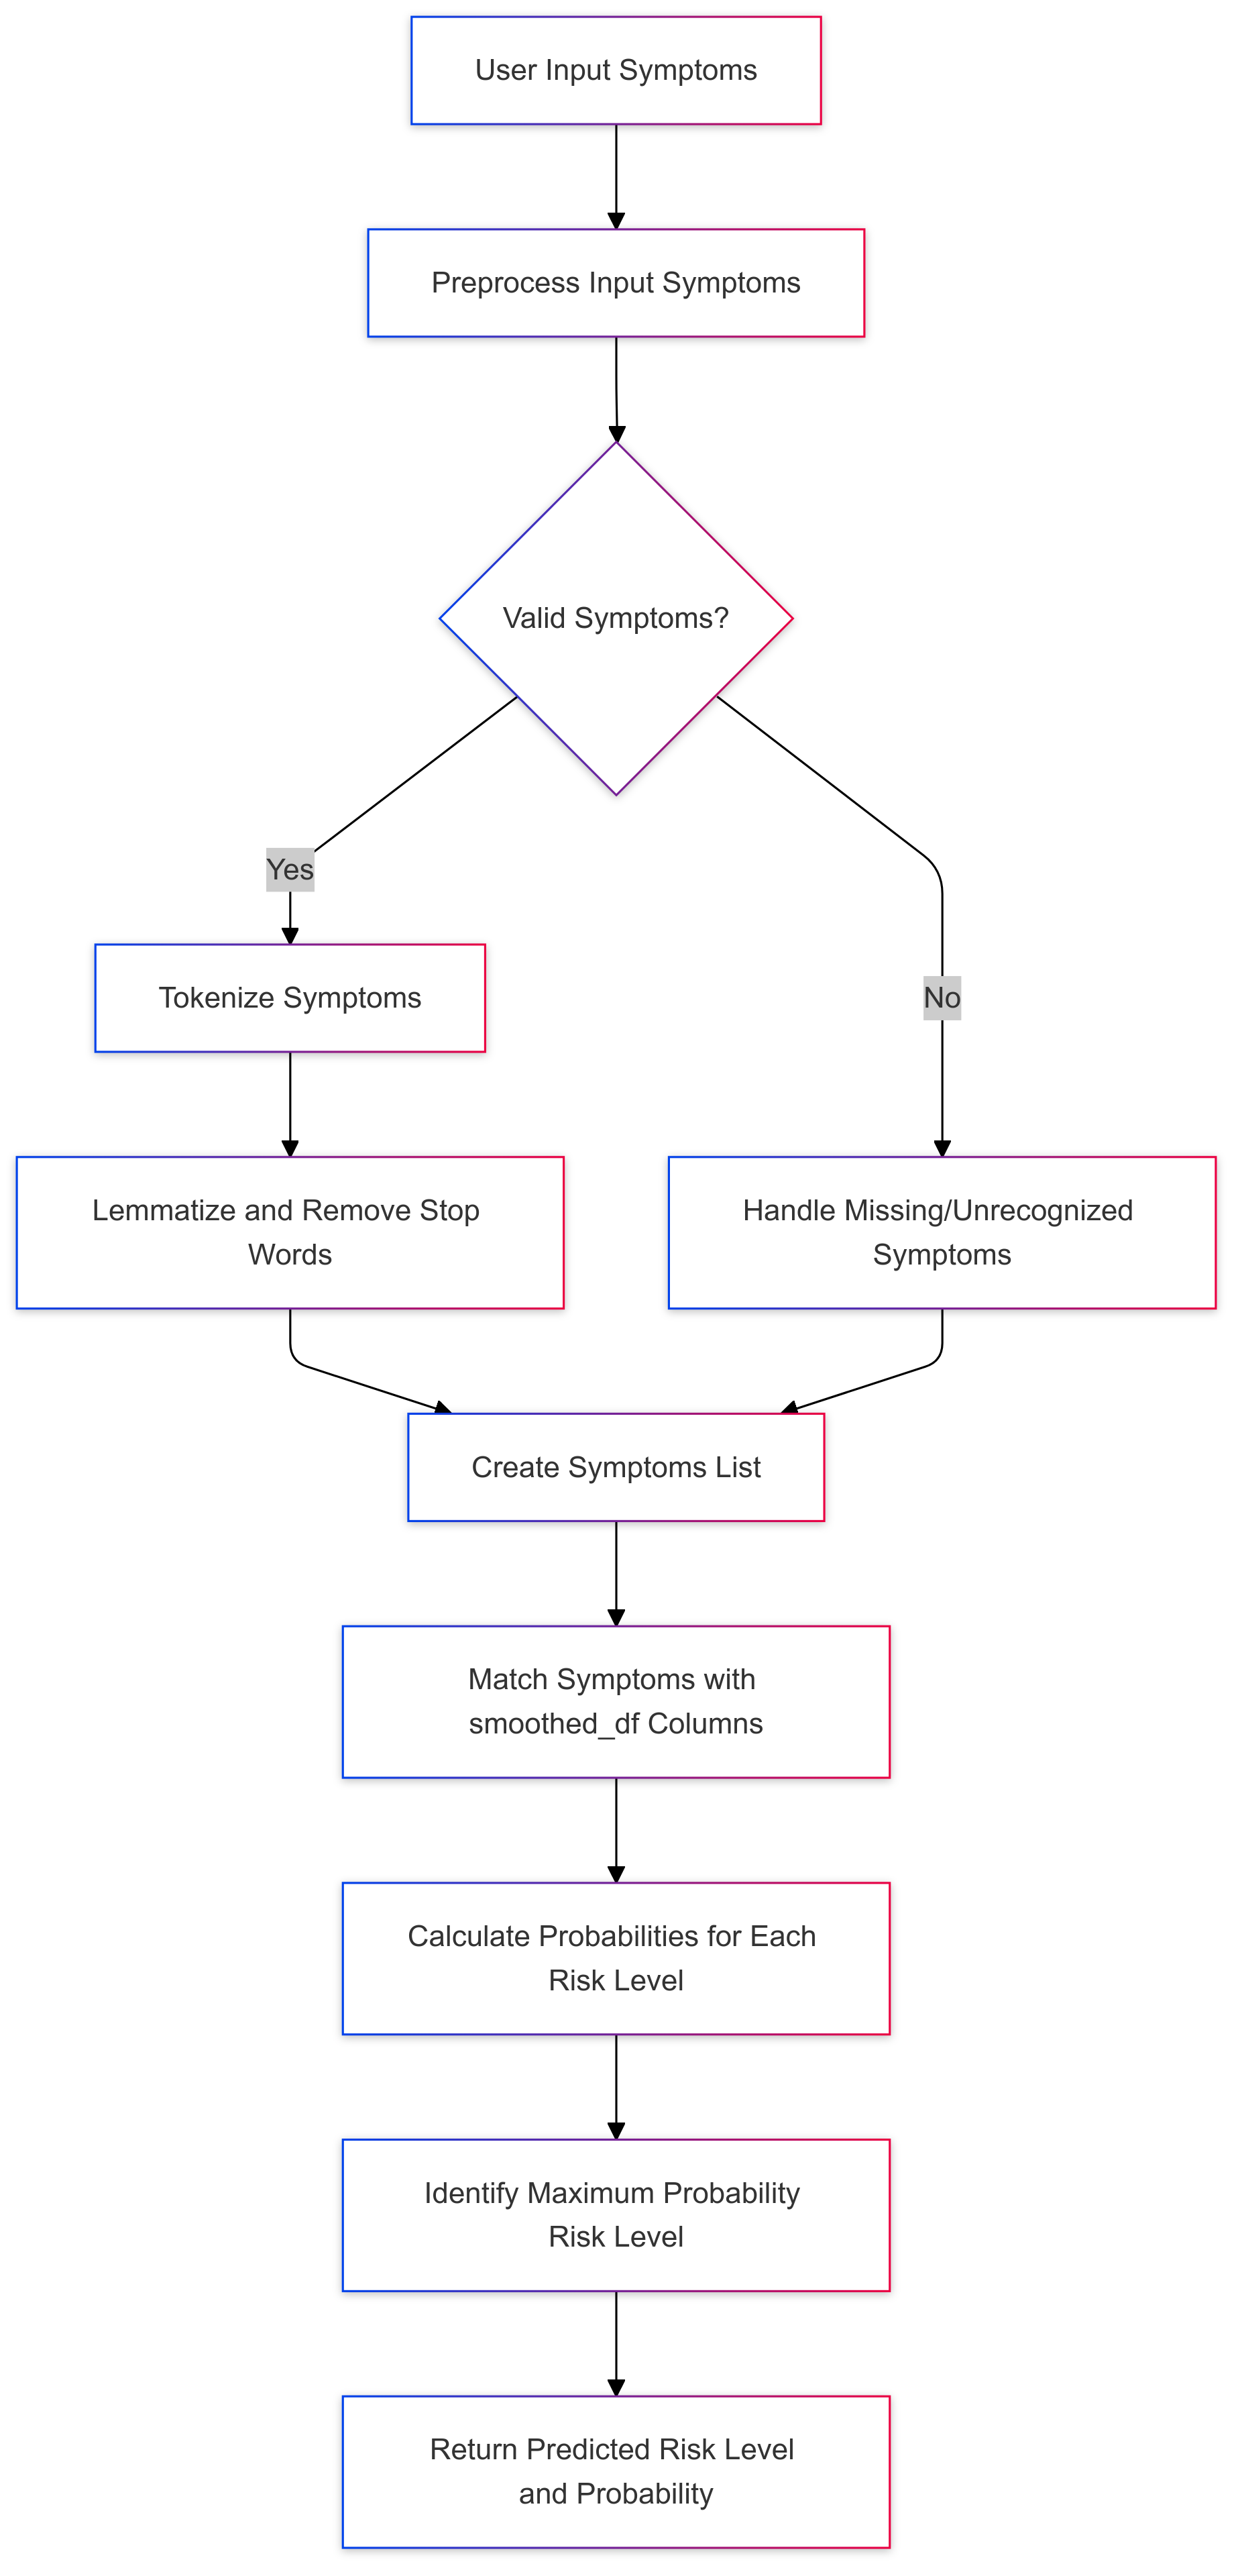 User Input Symptoms
Preprocess Input Symptoms
Valid Symptoms?
Yes
Tokenize Symptoms
No
Lemmatize and Remove Stop
Words
Handle Missing/Unrecognized
Symptoms
Create Symptoms List
Match Symptoms with
smoothed_df Columns
Calculate Probabilities for Each
Risk Level
Identify Maximum Probability
Risk Level
Return Predicted Risk Level
and Probability